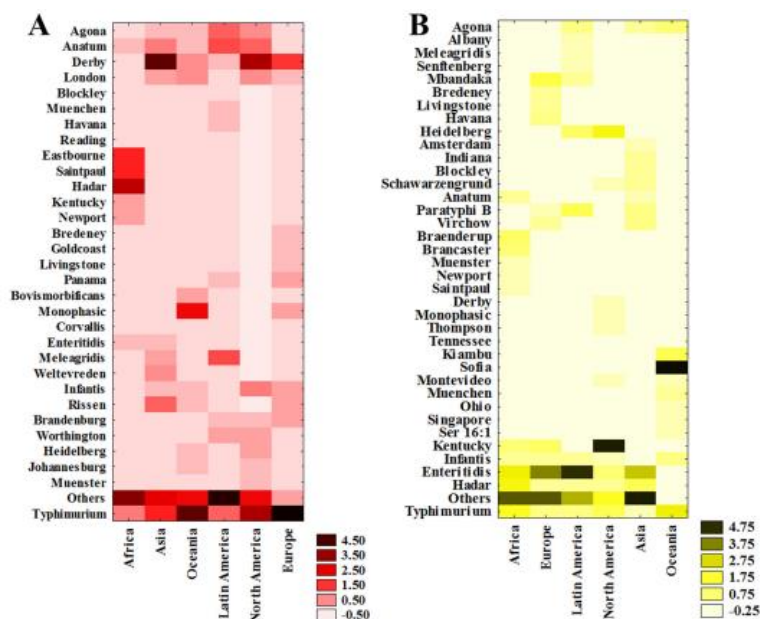 A
Agona
Anatum
Derby
London
Blockley
Muenchen
Havana
Reading
Eastbourne
Saintpaul
Hadar
Kentucky
Newport
Bredeney
Goldcoast
Livingstone
Panama
Bovismorbificans
Monophasic
Corvallis
Enteritidis
Meleagridis
Weltevreden
Infantis
Rissen
Brandenburg
Worthington
Heidelberg
Johannesburg
Muenster
Others
Typhimurium
Africa
Asia
Oceania
Latin America
North America
Europe
4.50
3.50
2.50
1.50
0.50
-0.50
B
Agona
Albany
Meleagridis
Senftenberg
Mbandaka
Bredeney
Livingstone
Havana
Heidelberg
Amsterdam
Indiana
Blockley
Schawarzengrund
Anatum
Paratyphi B
Virchow
Braenderup
Brancaster
Muenster
Newport
Saintpaul
Derby
Monophasic
Thompson
Tennessee
Kiambu
Sofia
Montevideo
Muenchen
Ohio
Singapore
Ser 16:1
Kentucky
Infantis
Enteritidis
Hadar
Others
Typhimurium
Africa
Europe
Latin America
North America
Asia
Oceania
4.75
3.75
2.75
1.75
0.75
-0.25